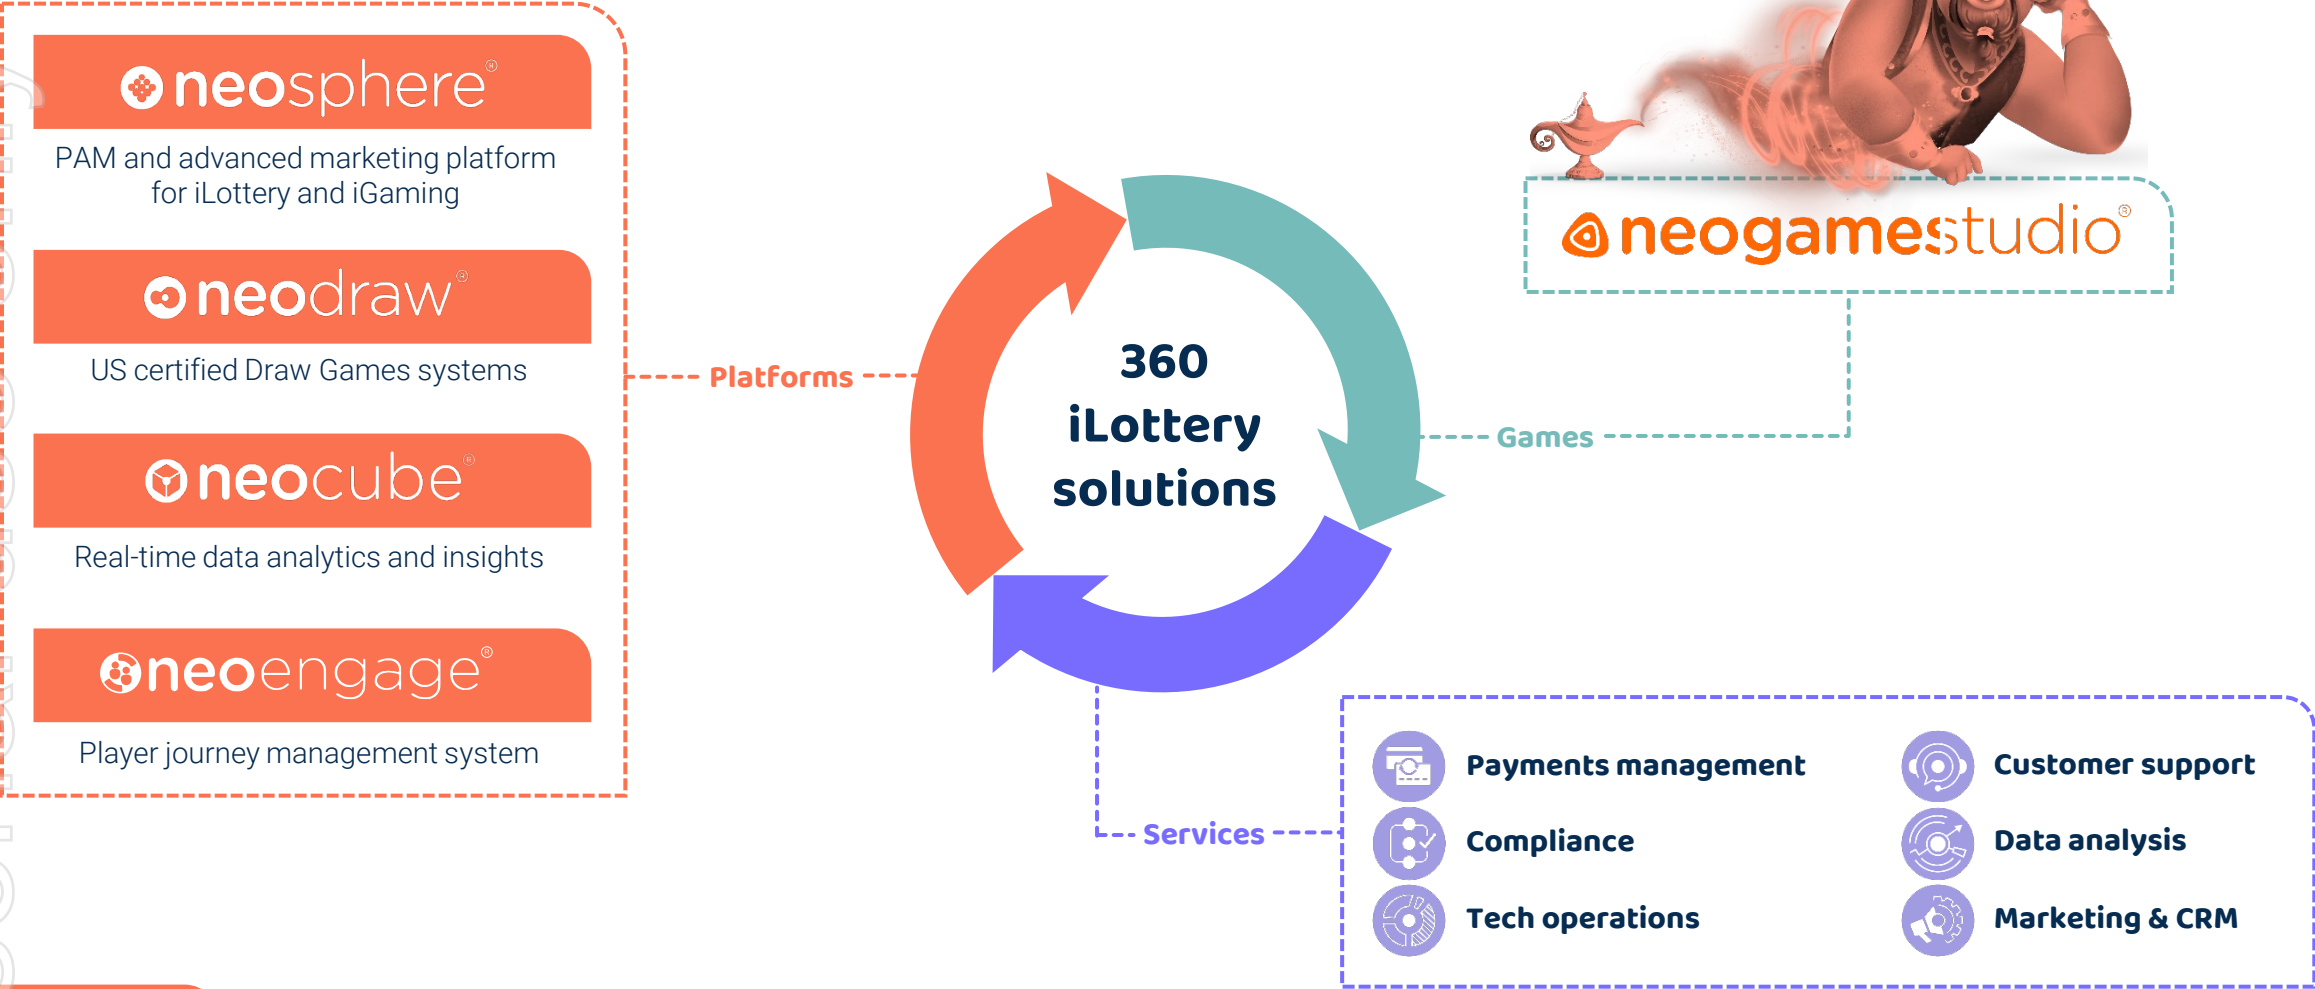 neosphere®
PAM and advanced marketing platform
for iLottery and iGaming
neodraw®
US certified Draw Games systems
neocube®
Real-time data analytics and insights
neoengage®
Player journey management system
Platforms
360
iLottery
solutions
neogamesstudio®
Games
Services
Payments management
Compliance
Tech operations
Customer support
Data analysis
Marketing & CRM